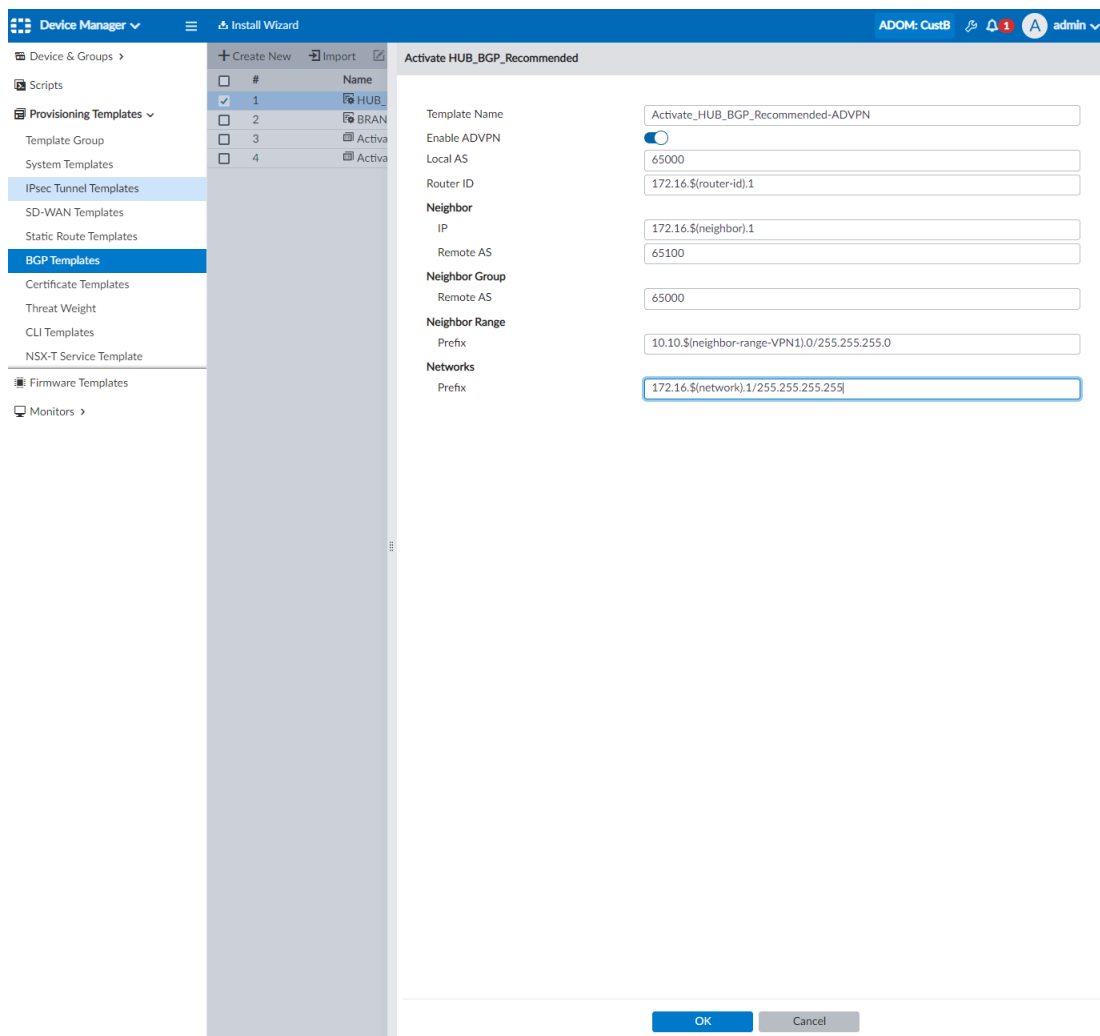 Device Manager
Install Wizard
ADOM: CustB
1
A
admin
Device & Groups
Scripts
Provisioning Templates
Template Group
System Templates
IPsec Tunnel Templates
SD-WAN Templates
Static Route Templates
BGP Templates
Certificate Templates
Threat Weight
CLI Templates
NSX-T Service Template
Firmware Templates
Monitors
+ Create New Import
# Name
1 HUB_
2 BRAN
3 Activa
4 Activa
Activate HUB_BGP_Recommended
Template Name Activate_HUB_BGP_Recommended-ADVPN
Enable ADVPN
Local AS 65000
Router ID 172.16.$(router-id).1
Neighbor
IP 172.16.$(neighbor).1
Remote AS 65100
Neighbor Group
Remote AS 65000
Neighbor Range
Prefix 10.10.$(neighbor-range-VPN1).0/255.255.255.0
Networks
Prefix 172.16.$(network).1/255.255.255.255
OK Cancel